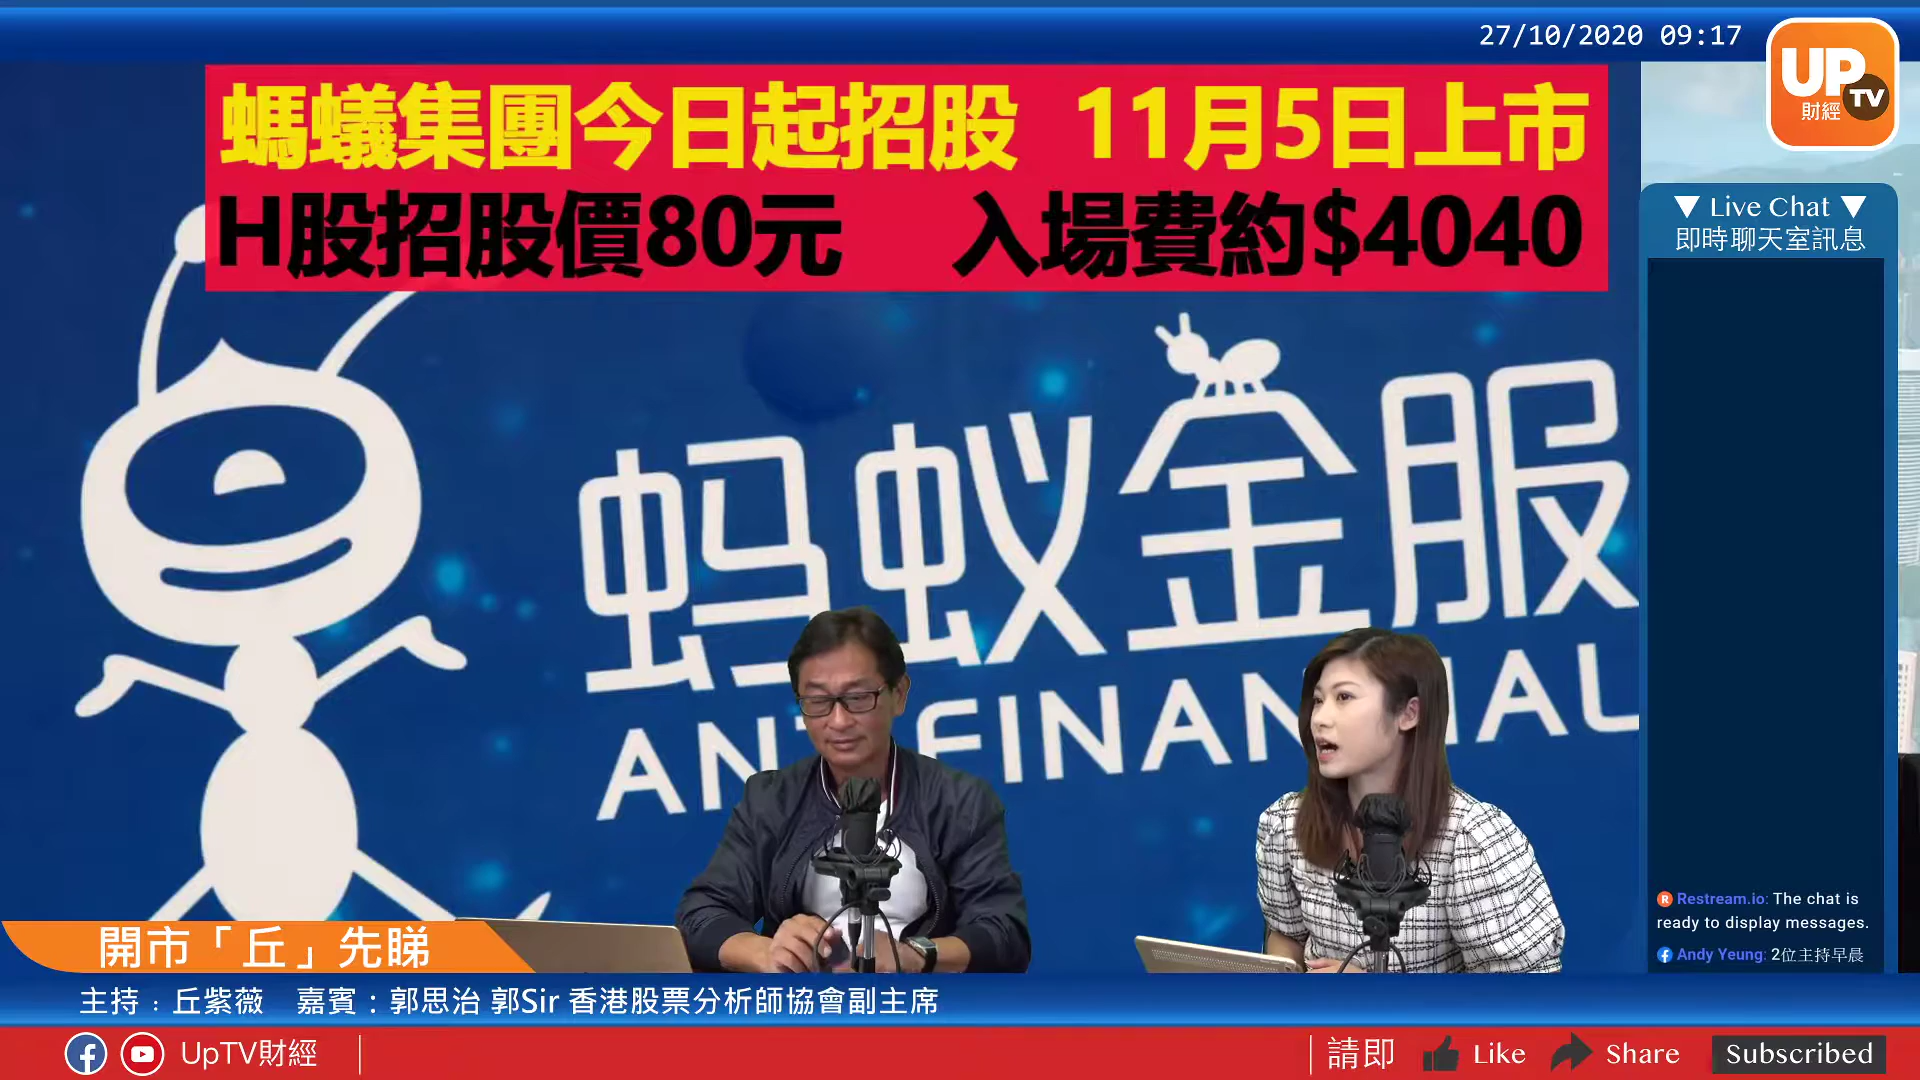 27/10/2020 09:17
UP
TV
財經
螞蟻集團今日起招股 11月5日上市
H股招股價80元 入場費約$4040
▼ Live Chat ▼
即時聊天室訊息
蚂蚁金服
ANT FINANCIAL
Restream.io: The chat is
ready to display messages.
Andy Yeung: 2位主持早晨
開市「丘」先睇
主持：丘紫薇 嘉賓：郭思治 郭Sir 香港股票分析師協會副主席
UpTV財經
請即 Like Share Subscribed